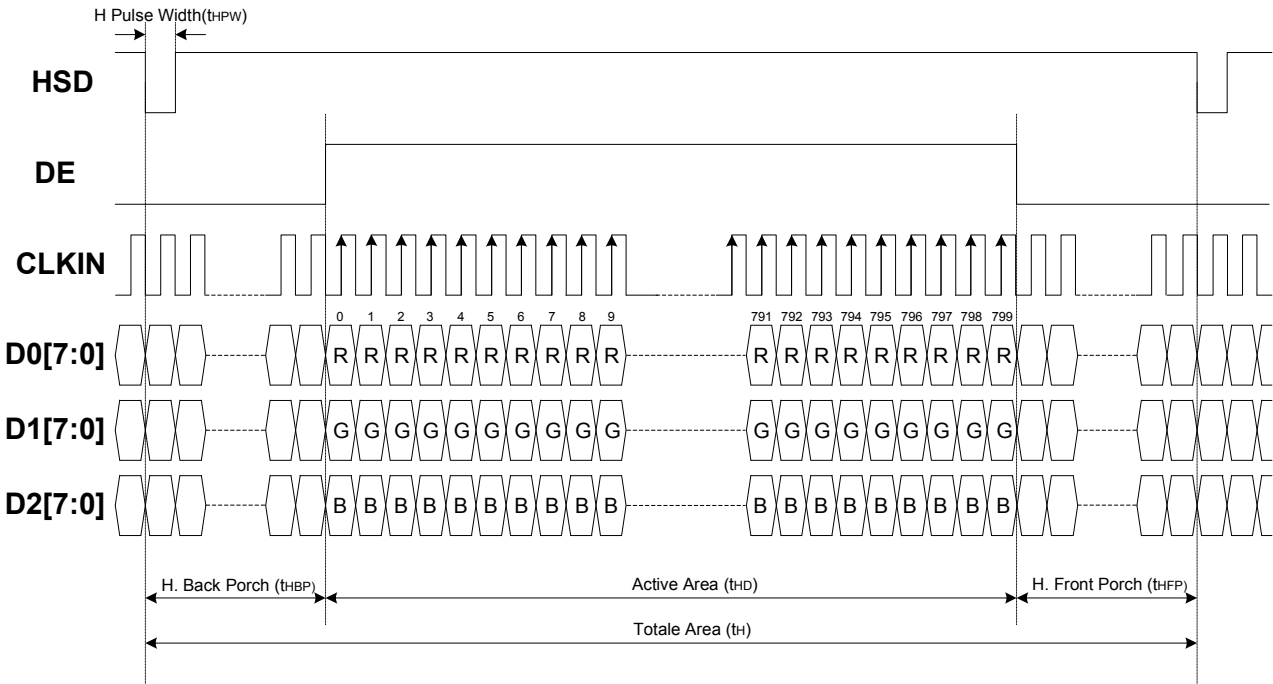 H Pulse Width(tHPW)
HSD
DE
CLKIN
0 1 2 3 4 5 6 7 8 9 791 792 793 794 795 796 797 798 799
D0[7:0] R R R R R R R R R R R R R R R R R R R
D1[7:0] G G G G G G G G G G G G G G G G G G G
D2[7:0] B B B B B B B B B B B B B B B B B B B
H. Back Porch (tHBP) Active Area (tHD) H. Front Porch (tHFP)
Totale Area (tH)